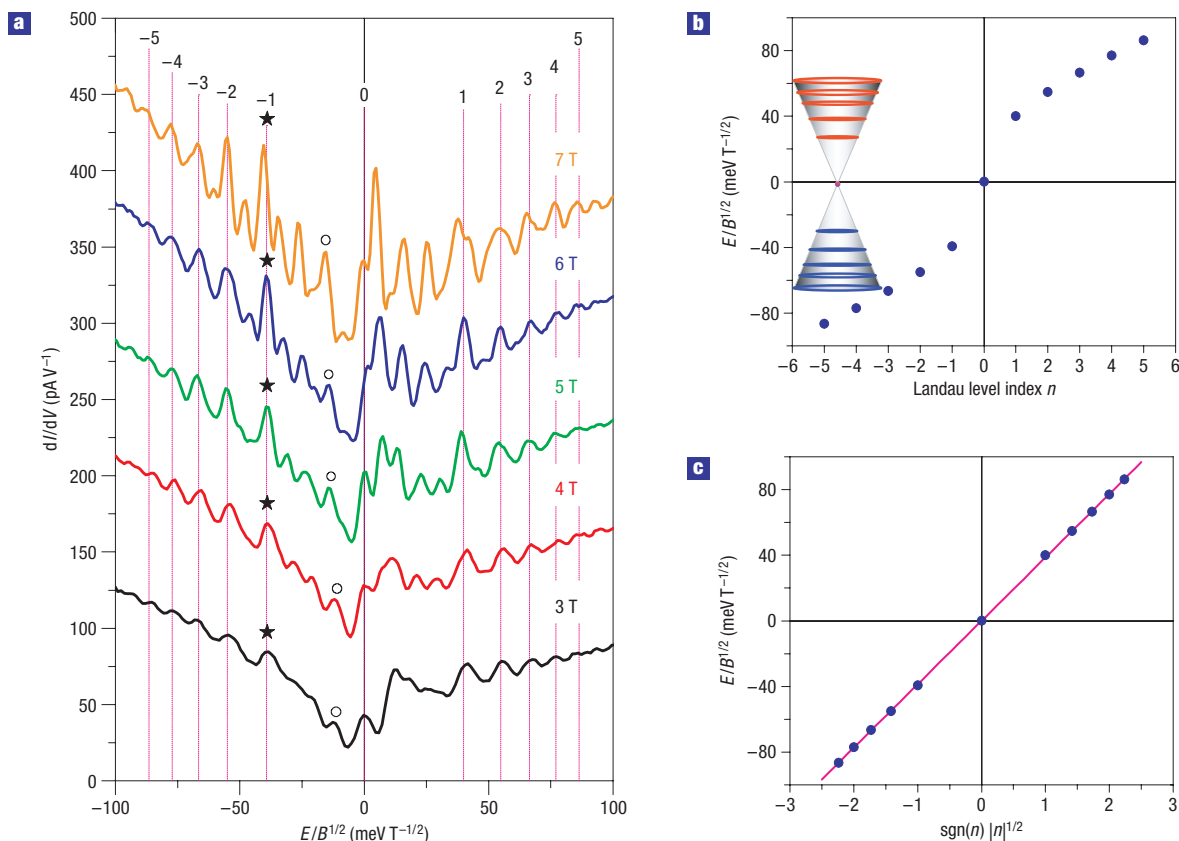 a
500
450
400
350
300
250
200
150
100
50
0
dI/dV (pA V⁻¹)
−5
−4
−3
−2
−1
0
1
2
3
4
5
★
7 T
○
★
6 T
○
★
5 T
○
★
4 T
○
★
3 T
○
−100
−50
0
50
100
E/B¹/² (meV T⁻¹/²)
b
80
40
0
−40
−80
E/B¹/² (meV T⁻¹/²)
−6 −5 −4 −3 −2 −1 0 1 2 3 4 5 6
Landau level index n
c
80
40
0
−40
−80
E/B¹/² (meV T⁻¹/²)
−3 −2 −1 0 1 2 3
sgn(n) |n|¹/²